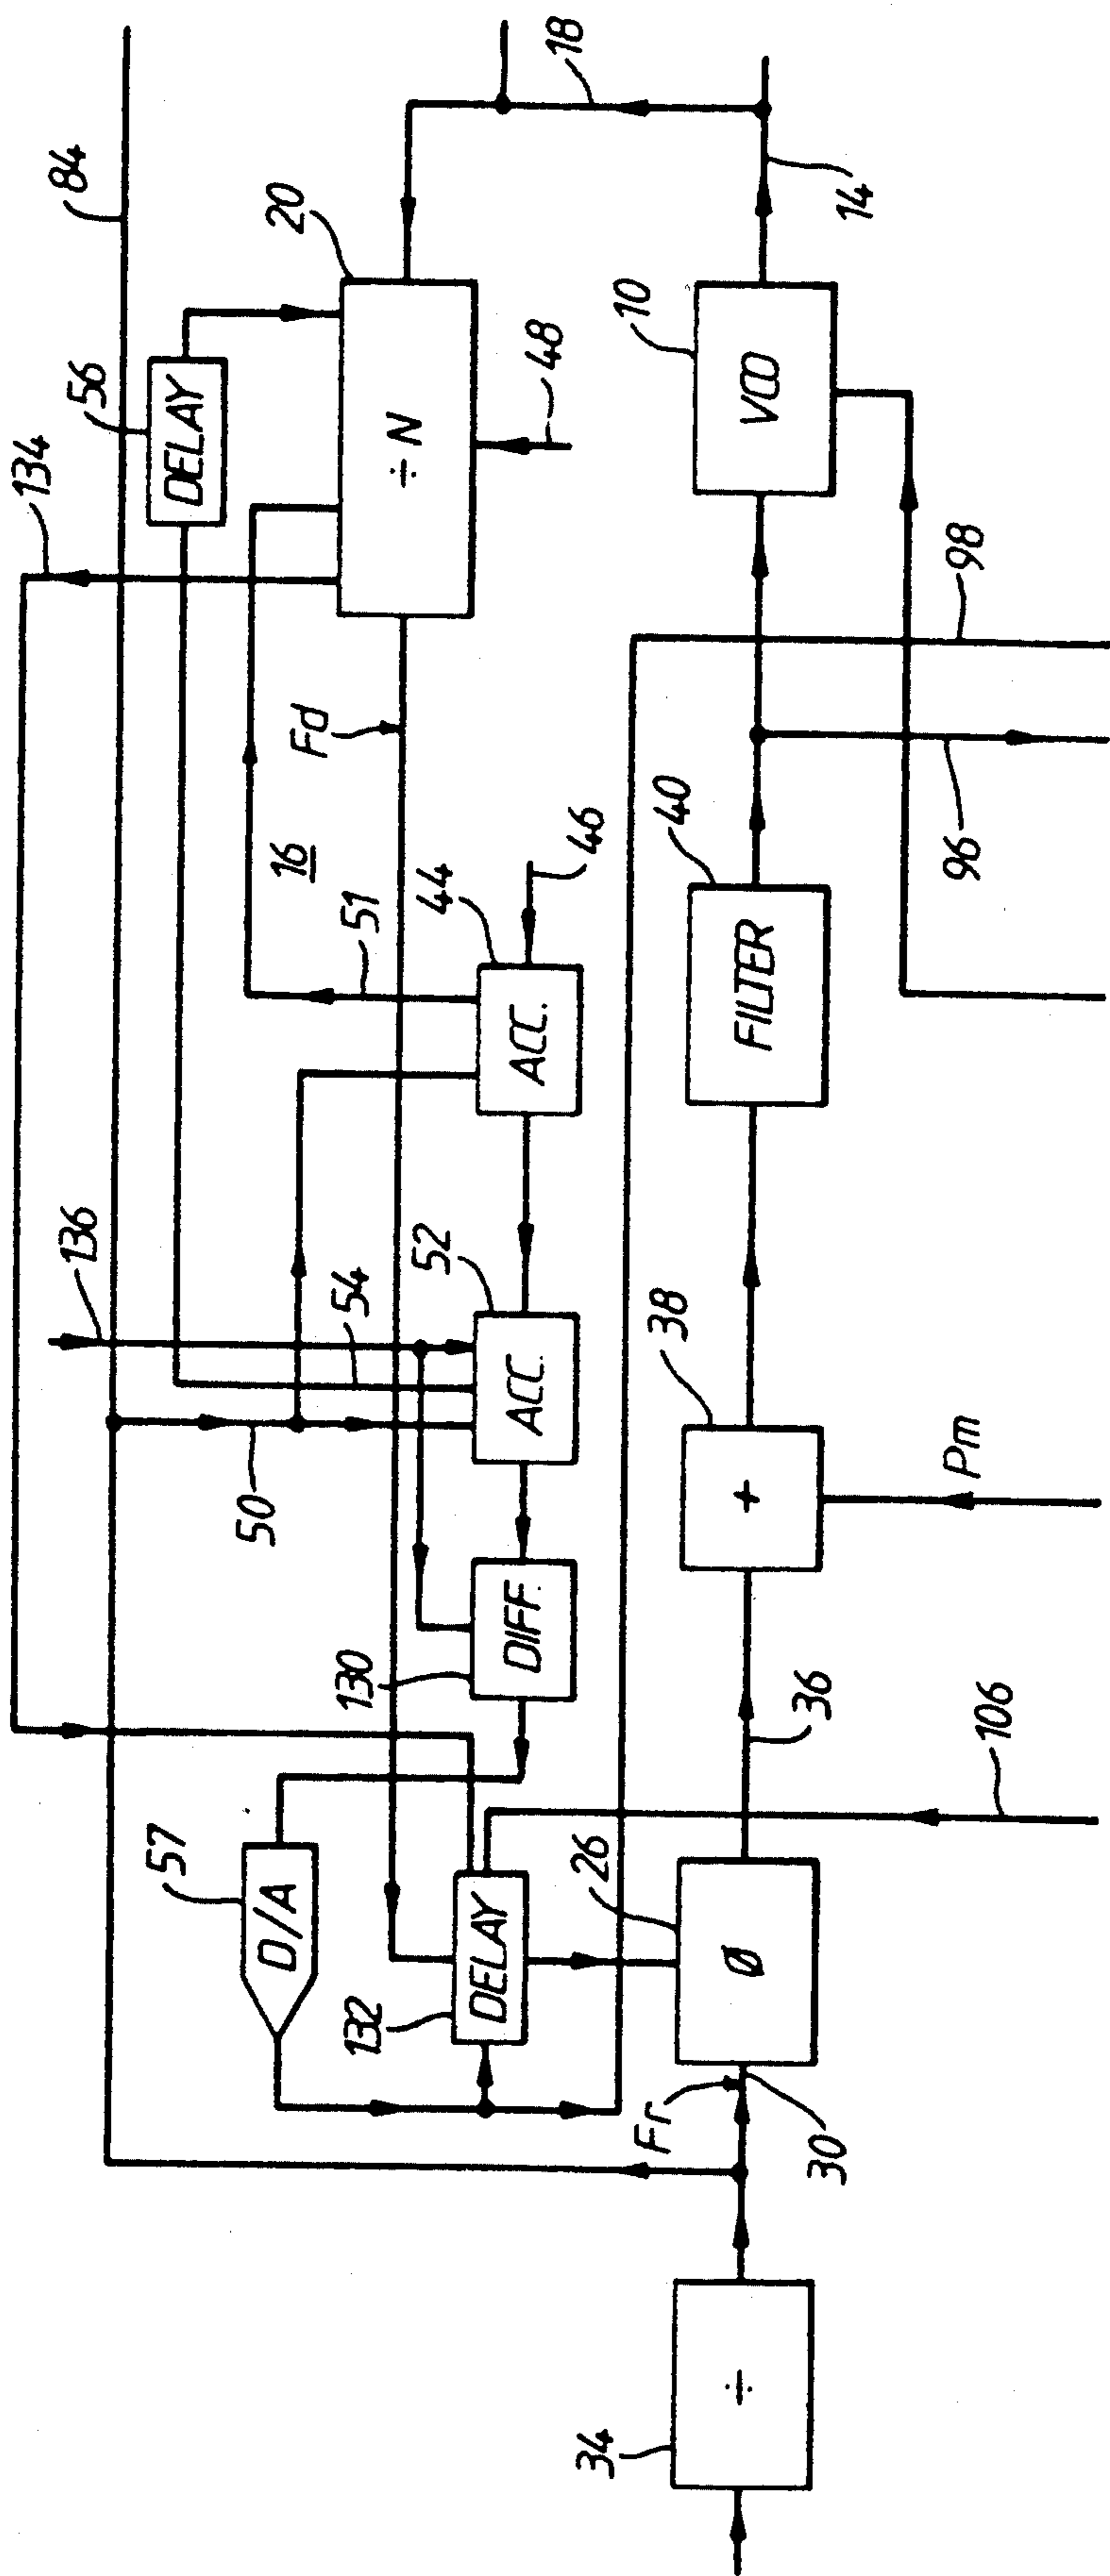 134
84
136
56
DELAY
57
50
D/A
16
20
Fd
54
51
132
130
52
44
÷ N
DELAY
DIFF.
ACC.
ACC.
46
48
18
34
Fr
26
38
40
10
÷
Ø
+
FILTER
VCO
30
36
14
106
Pm
96
98